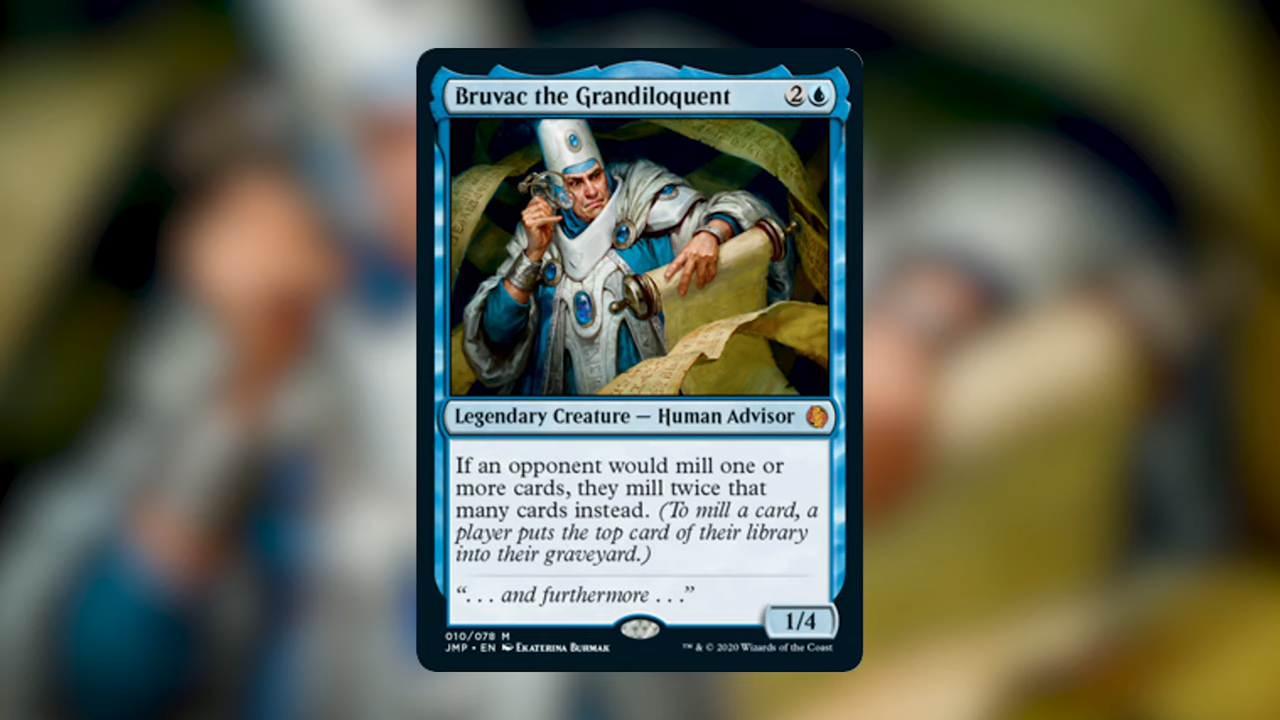 Bruvac the Grandiloquent 2
Legendary Creature — Human Advisor
If an opponent would mill one or
more cards, they mill twice that
many cards instead. (To mill a card, a
player puts the top card of their library
into their graveyard.)
“. . . and furthermore . . .”
1/4
010/078 M
JMP • EN Ekaterina Burmak
™ & © 2020 Wizards of the Coast